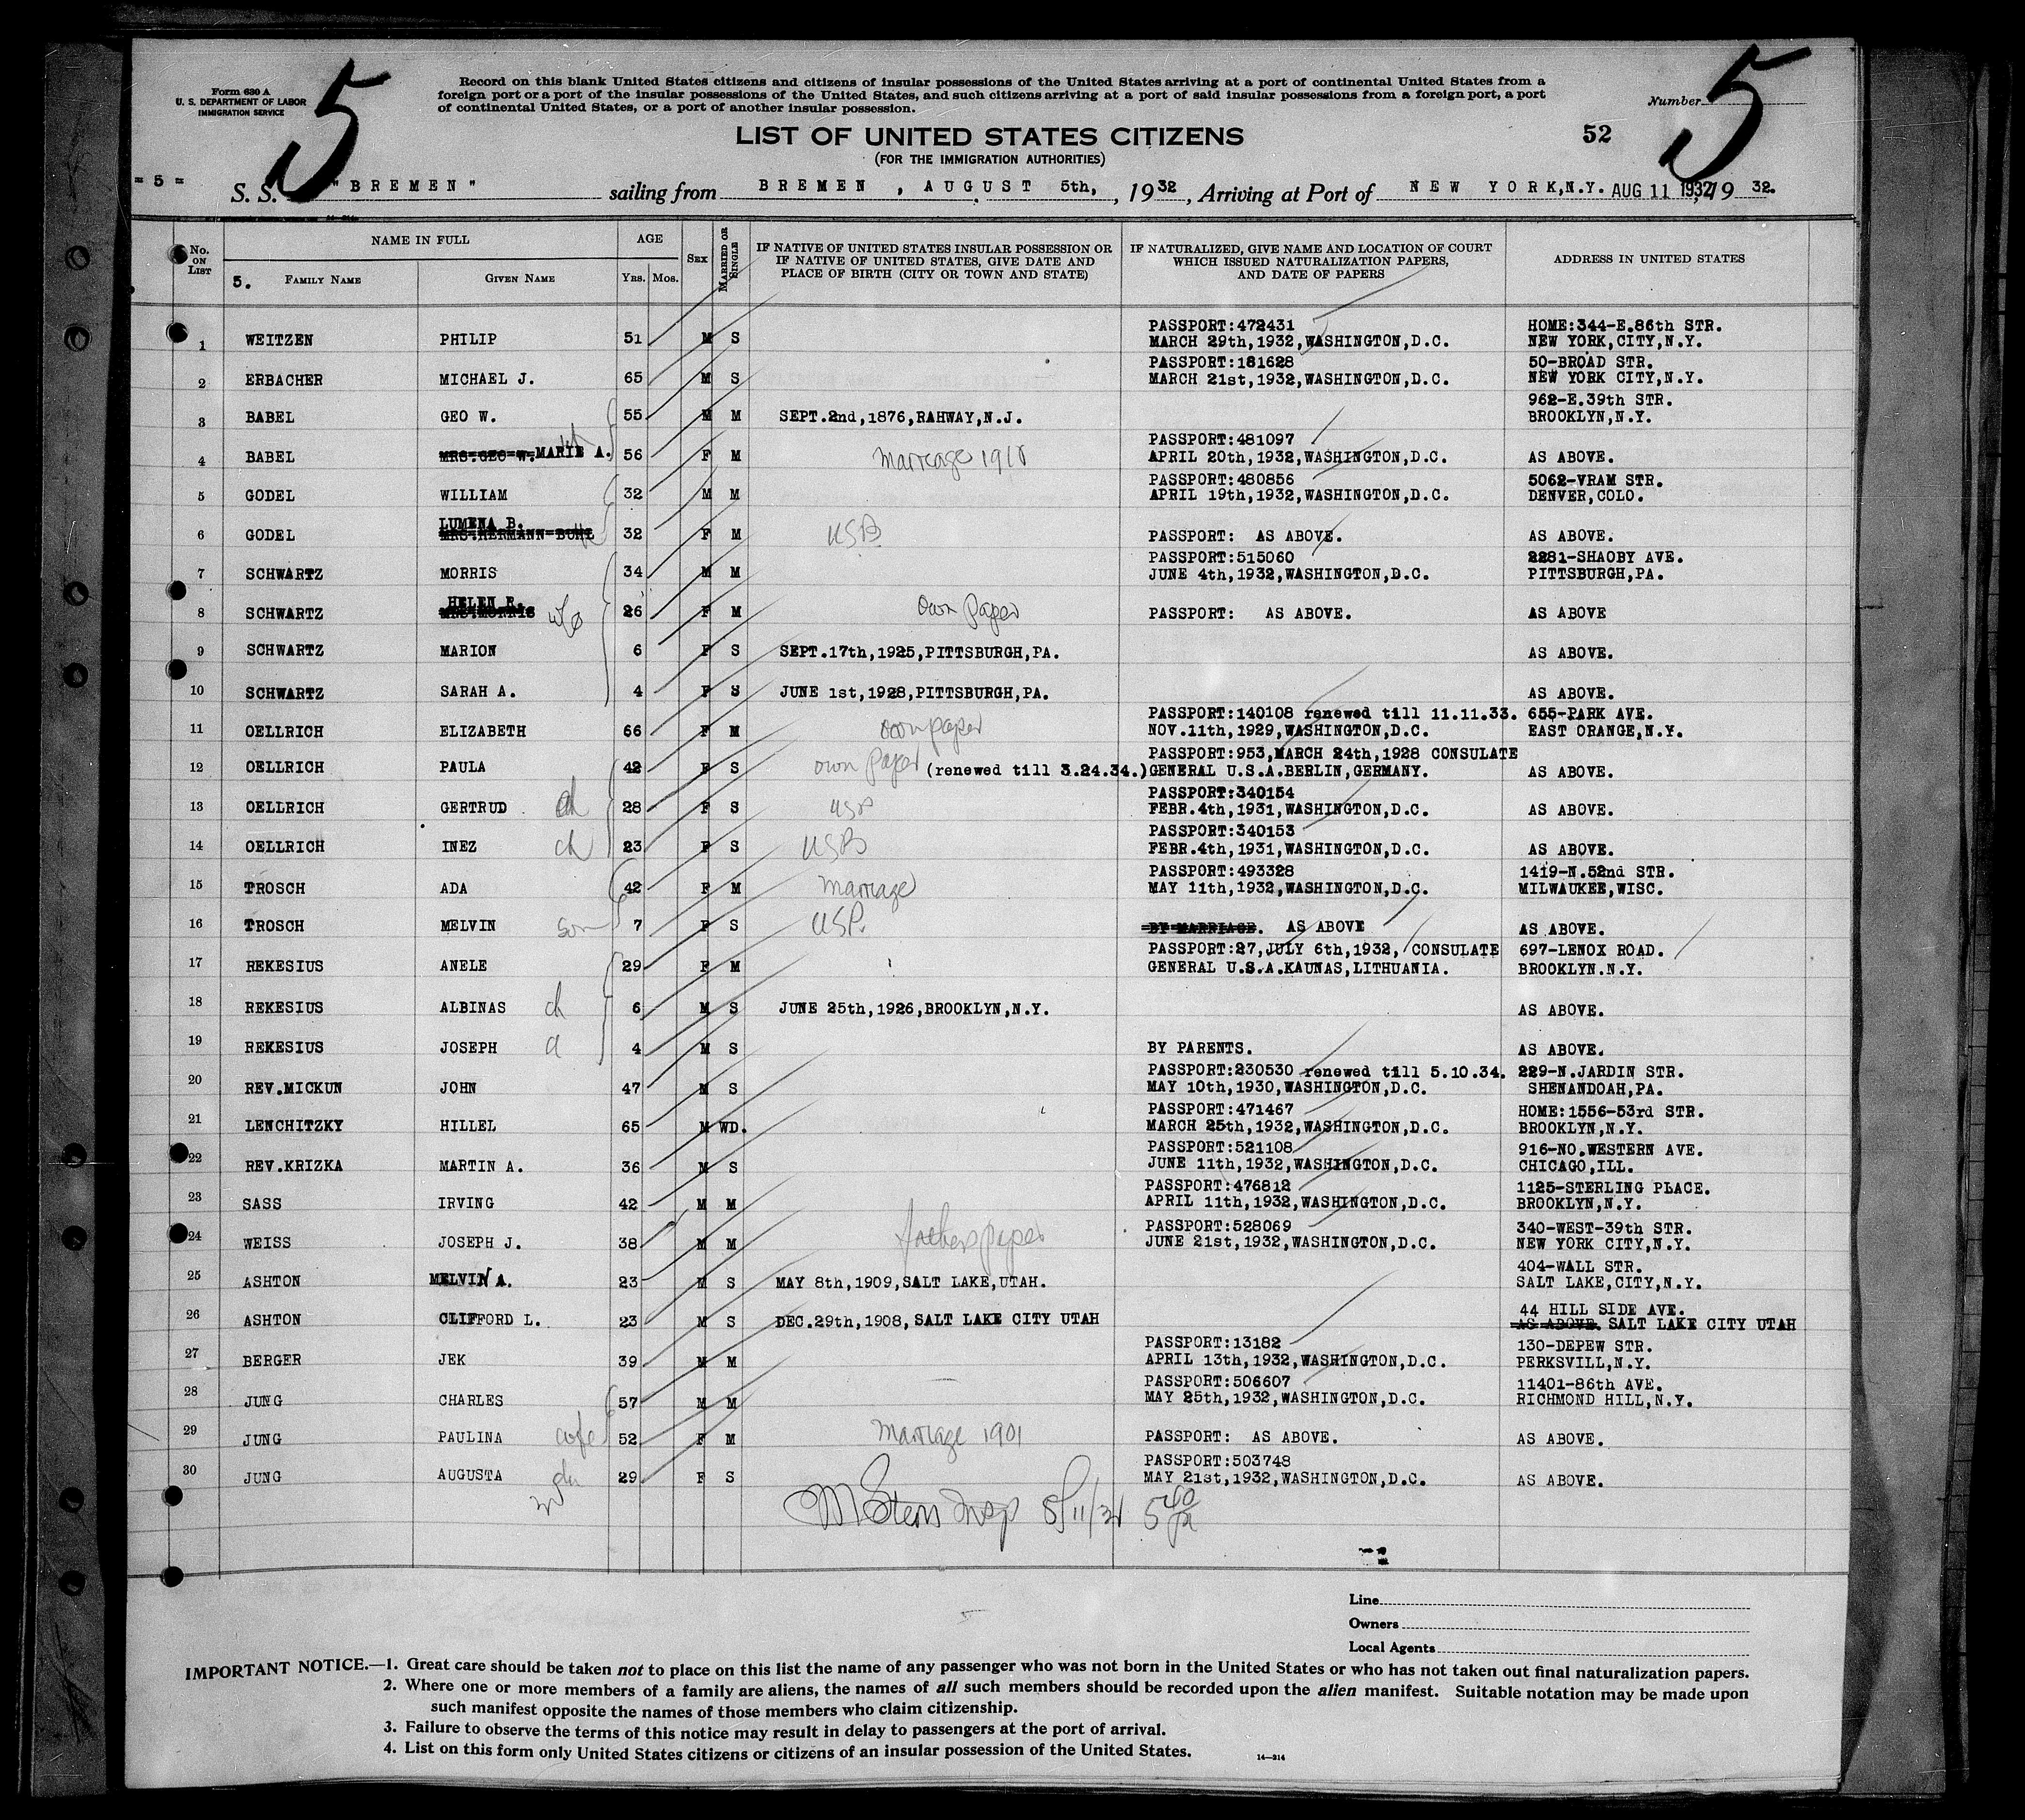 Form 630 A
U. S. DEPARTMENT OF LABOR
IMMIGRATION SERVICE
5
Record on this blank United States citizens and citizens of insular possessions of the United States arriving at a port of continental United States from a
foreign port or a port of the insular possessions of the United States, and such citizens arriving at a port of said insular possessions from a foreign port, a port
of continental United States, or a port of another insular possession.
Number 5
LIST OF UNITED STATES CITIZENS
52
(FOR THE IMMIGRATION AUTHORITIES)
= 5 =
S. S. "BREMEN" sailing from BREMEN, AUGUST 5th, 1932, Arriving at Port of NEW YORK,N.Y. AUG 11 1932, 1932.
No. ON LIST
NAME IN FULL
5. FAMILY NAME
GIVEN NAME
AGE
YRS. MOS.
SEX
MARRIED OR SINGLE
IF NATIVE OF UNITED STATES INSULAR POSSESSION OR
IF NATIVE OF UNITED STATES, GIVE DATE AND
PLACE OF BIRTH (CITY OR TOWN AND STATE)
IF NATURALIZED, GIVE NAME AND LOCATION OF COURT
WHICH ISSUED NATURALIZATION PAPERS,
AND DATE OF PAPERS
ADDRESS IN UNITED STATES
PASSPORT:472431 HOME:344-E.86th STR.
1 WEITZEN PHILIP 51 M S MARCH 29th,1932,WASHINGTON,D.C. NEW YORK,CITY,N.Y.
PASSPORT:181628 50-BROAD STR.
2 ERBACHER MICHAEL J. 65 M S MARCH 21st,1932,WASHINGTON,D.C. NEW YORK CITY,N.Y.
962-E.39th STR.
3 BABEL GEO W. 55 M M SEPT.2nd,1876,RAHWAY,N.J. BROOKLYN,N.Y.
PASSPORT:481097
4 BABEL MRS.GEO W. MARIE A. 56 F M Marreage 1918 APRIL 20th,1932,WASHINGTON,D.C. AS ABOVE.
PASSPORT:480856 5062-VRAM STR.
5 GODEL WILLIAM 32 M M APRIL 19th,1932,WASHINGTON,D.C. DENVER,COLO.
LUMENA B.
6 GODEL MRS.HERMANN BUHL 32 F M USB PASSPORT: AS ABOVE. AS ABOVE.
PASSPORT:515060 2281-SHAOBY AVE.
7 SCHWARTZ MORRIS 34 M M JUNE 4th,1932,WASHINGTON,D.C. PITTSBURGH,PA.
HELEN R.
8 SCHWARTZ MRS.MORRIS 26 F M own paper PASSPORT: AS ABOVE. AS ABOVE
9 SCHWARTZ MARION 6 F S SEPT.17th,1925,PITTSBURGH,PA. AS ABOVE.
10 SCHWARTZ SARAH A. 4 F S JUNE 1st,1928,PITTSBURGH,PA. AS ABOVE.
PASSPORT:140108 renewed till 11.11.33. 655-PARK AVE.
11 OELLRICH ELIZABETH 66 F M own paper NOV.11th,1929,WASHINGTON,D.C. EAST ORANGE,N.Y.
PASSPORT:953,MARCH 24th,1928 CONSULATE
12 OELLRICH PAULA 42 F S own paper (renewed till 3.24.34.) GENERAL U.S.A.BERLIN,GERMANY. AS ABOVE.
PASSPORT:340154
13 OELLRICH GERTRUD ch 28 F S USB FEBR.4th,1931,WASHINGTON,D.C. AS ABOVE.
PASSPORT:340153
14 OELLRICH INEZ ch 23 F S USB FEBR.4th,1931,WASHINGTON,D.C. AS ABOVE.
PASSPORT:493328 1419-N.52nd STR.
15 TROSCH ADA 42 F M marriage MAY 11th,1932,WASHINGTON,D.C. MILWAUKEE,WISC.
16 TROSCH MELVIN son 7 F S USB. BY MARRIAGE. AS ABOVE AS ABOVE.
PASSPORT:27,JULY 6th,1932, CONSULATE 697-LENOX ROAD.
17 REKESIUS ANELE 29 F M GENERAL U.S.A.KAUNAS,LITHUANIA. BROOKLYN.N.Y.
18 REKESIUS ALBINAS ch 6 M S JUNE 25th,1926,BROOKLYN,N.Y. AS ABOVE.
19 REKESIUS JOSEPH 4 M S BY PARENTS. AS ABOVE.
PASSPORT:230530 renewed till 5.10.34. 229-N.JARDIN STR.
20 REV.MICKUN JOHN 47 M S MAY 10th,1930,WASHINGTON,D.C. SHENANDOAH,PA.
PASSPORT:471467 HOME:1556-53rd STR.
21 LENCHITZKY HILLEL 65 M WD. MARCH 25th,1932,WASHINGTON,D.C. BROOKLYN,N.Y.
PASSPORT:521108 916-NO.WESTERN AVE.
22 REV.KRIZKA MARTIN A. 36 M S JUNE 11th,1932,WASHINGTON,D.C. CHICAGO,ILL.
PASSPORT:476812 1125-STERLING PLACE.
23 SASS IRVING 42 M M APRIL 11th,1932,WASHINGTON,D.C. BROOKLYN,N.Y.
PASSPORT:528069 340-WEST-39th STR.
24 WEISS JOSEPH J. 38 M M fathers paper JUNE 21st,1932,WASHINGTON,D.C. NEW YORK CITY,N.Y.
404-WALL STR.
25 ASHTON MELVIN A. 23 M S MAY 8th,1909,SALT LAKE,UTAH. SALT LAKE,CITY,N.Y.
44 HILL SIDE AVE.
26 ASHTON CLIFFORD L. 23 M S DEC.29th,1908,SALT LAKE CITY UTAH AS ABOVE. SALT LAKE CITY UTAH
PASSPORT:13182 130-DEPEW STR.
27 BERGER JEK 39 M M APRIL 13th,1932,WASHINGTON,D.C. PERKSVILL,N.Y.
PASSPORT:506607 11401-86th AVE.
28 JUNG CHARLES 57 M M MAY 25th,1932,WASHINGTON,D.C. RICHMOND HILL,N.Y.
29 JUNG PAULINA wife 52 F M Marriage 1901 PASSPORT: AS ABOVE. AS ABOVE.
PASSPORT:503748
30 JUNG AUGUSTA 29 F S MAY 21st,1932,WASHINGTON,D.C. AS ABOVE.
M Stern Insp 8/11/32 5 40
Line
Owners
Local Agents
IMPORTANT NOTICE.—1. Great care should be taken not to place on this list the name of any passenger who was not born in the United States or who has not taken out final naturalization papers.
2. Where one or more members of a family are aliens, the names of all such members should be recorded upon the alien manifest. Suitable notation may be made upon
such manifest opposite the names of those members who claim citizenship.
3. Failure to observe the terms of this notice may result in delay to passengers at the port of arrival.
4. List on this form only United States citizens or citizens of an insular possession of the United States.
14—214